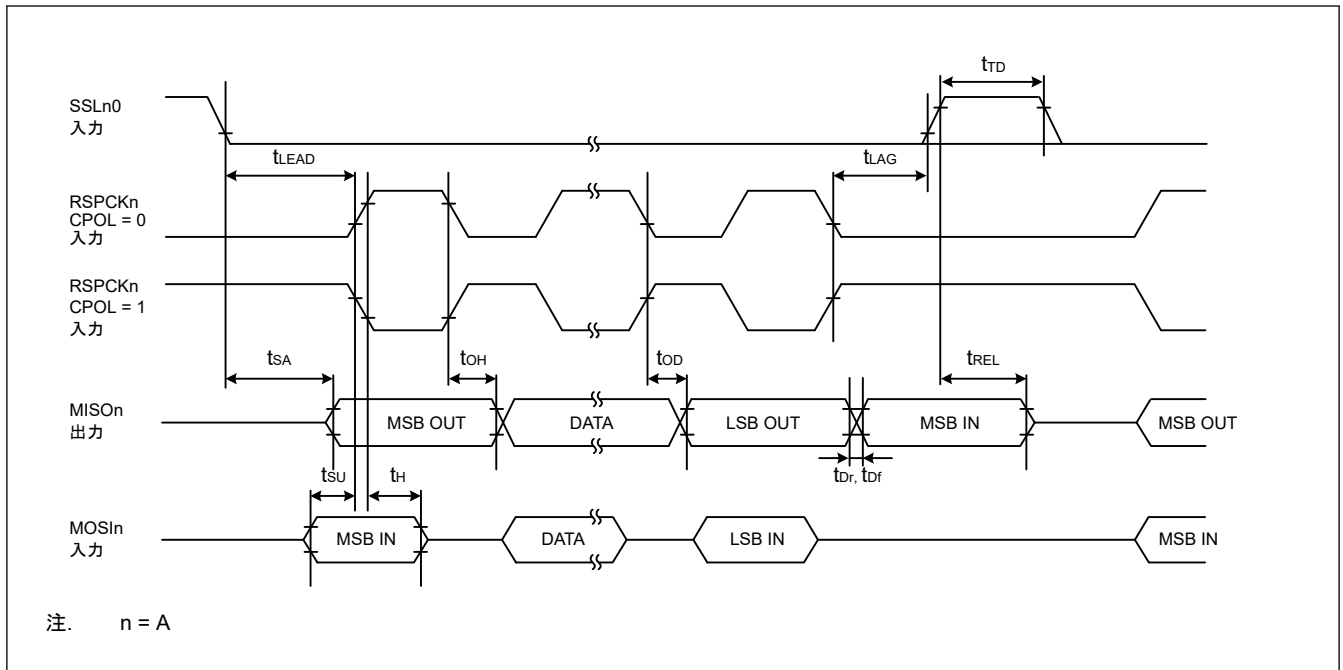 tTD
SSLn0
入力
tLEAD
tLAG
RSPCKn
CPOL = 0
入力
RSPCKn
CPOL = 1
入力
tSA
tOH
tOD
tREL
MISOn
出力
MSB OUT
DATA
LSB OUT
MSB IN
MSB OUT
tSU
tH
tDr, tDf
MOSIn
入力
MSB IN
DATA
LSB IN
MSB IN
注. n = A